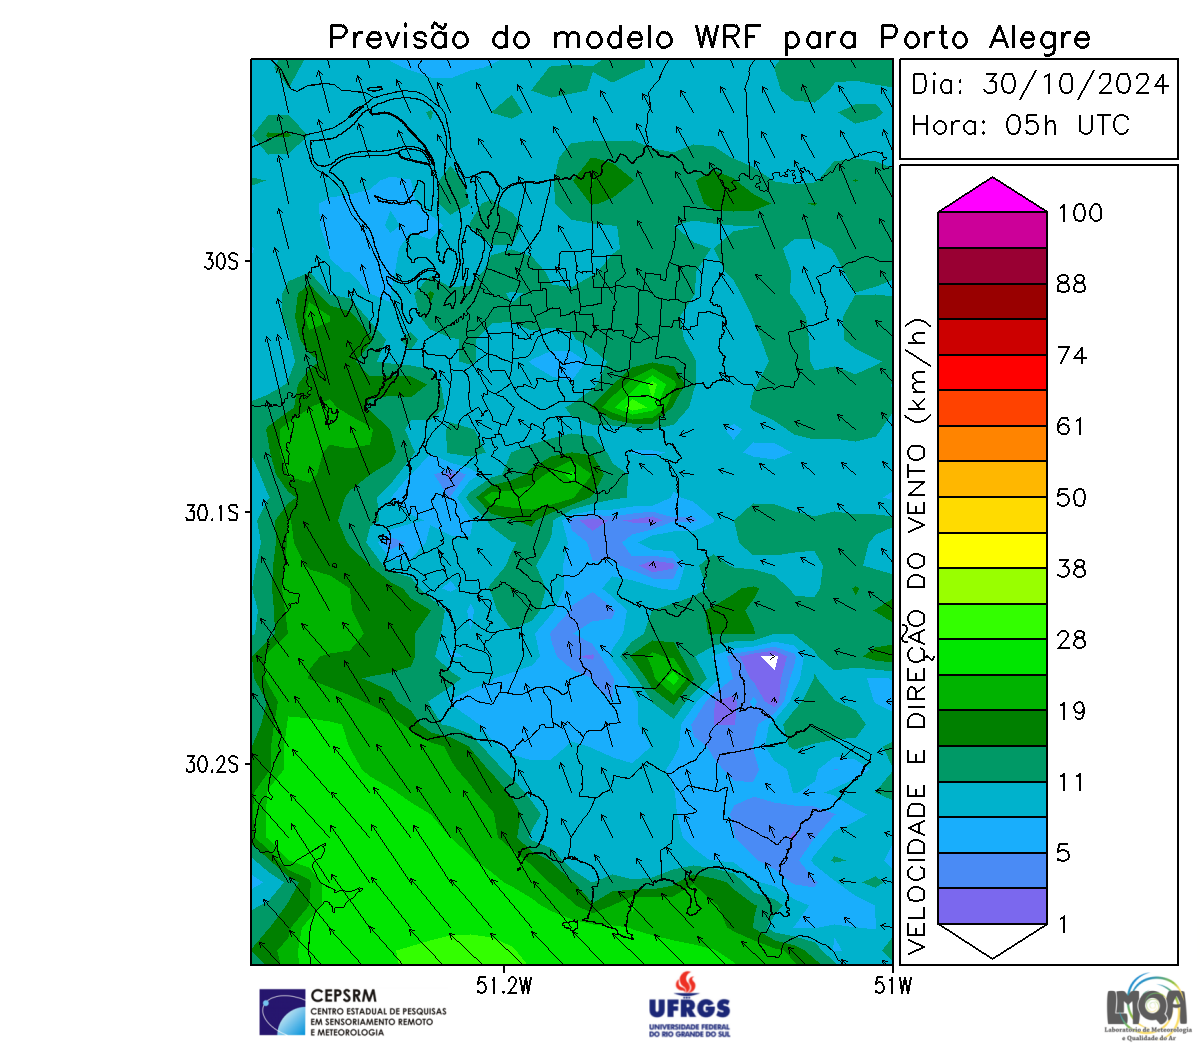 Previsão do modelo WRF para Porto Alegre
Dia: 30/10/2024
Hora: 05h UTC
100
88
74
61
50
38
28
19
11
5
1
VELOCIDADE E DIREÇÃO DO VENTO (km/h)
30S
30.1S
30.2S
51.2W
51W
CEPSRM
CENTRO ESTADUAL DE PESQUISAS
EM SENSORIAMENTO REMOTO
E METEOROLOGIA
UFRGS
UNIVERSIDADE FEDERAL
DO RIO GRANDE DO SUL
LMQA
Laboratório de Meteorologia
e Qualidade do Ar